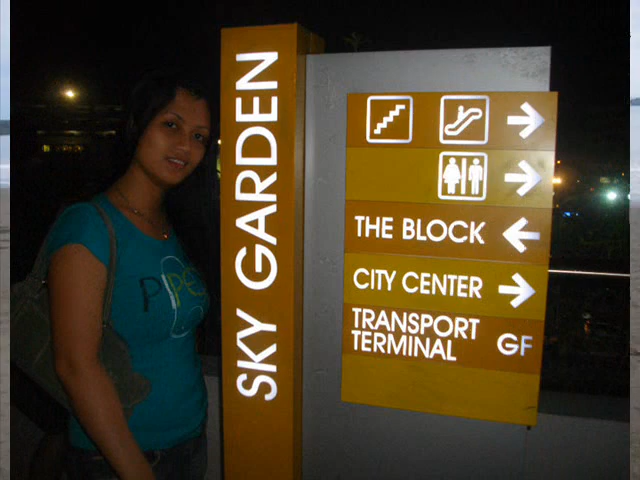 SKY GARDEN
THE BLOCK
CITY CENTER
TRANSPORT
TERMINAL GF